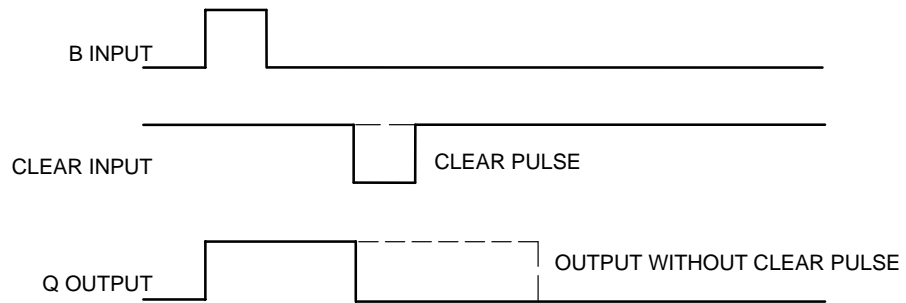 B INPUT
CLEAR INPUT
CLEAR PULSE
Q OUTPUT
OUTPUT WITHOUT CLEAR PULSE